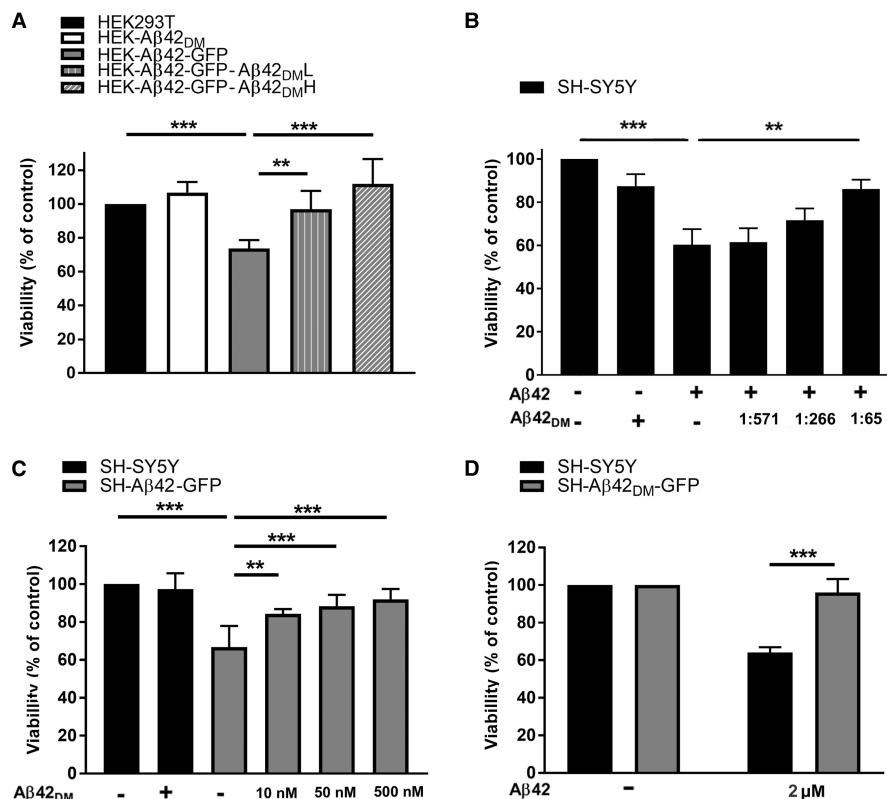 A
HEK293T
HEK-Aβ42DM
HEK-Aβ42-GFP
HEK-Aβ42-GFP-Aβ42DML
HEK-Aβ42-GFP-Aβ42DMH
*** ***
**
Viabillity (% of control)
120
100
80
60
40
20
0
B
SH-SY5Y
*** **
Viabillity (% of control)
100
80
60
40
20
0
Aβ42 - - + + + +
Aβ42DM - + - 1:571 1:266 1:65
C
SH-SY5Y
SH-Aβ42-GFP
*** ***
***
**
Viabillity (% of control)
120
100
80
60
40
20
0
Aβ42DM - + - 10 nM 50 nM 500 nM
D
SH-SY5Y
SH-Aβ42DM-GFP
***
Viabillity (% of control)
120
100
80
60
40
20
0
Aβ42 - 2 µM